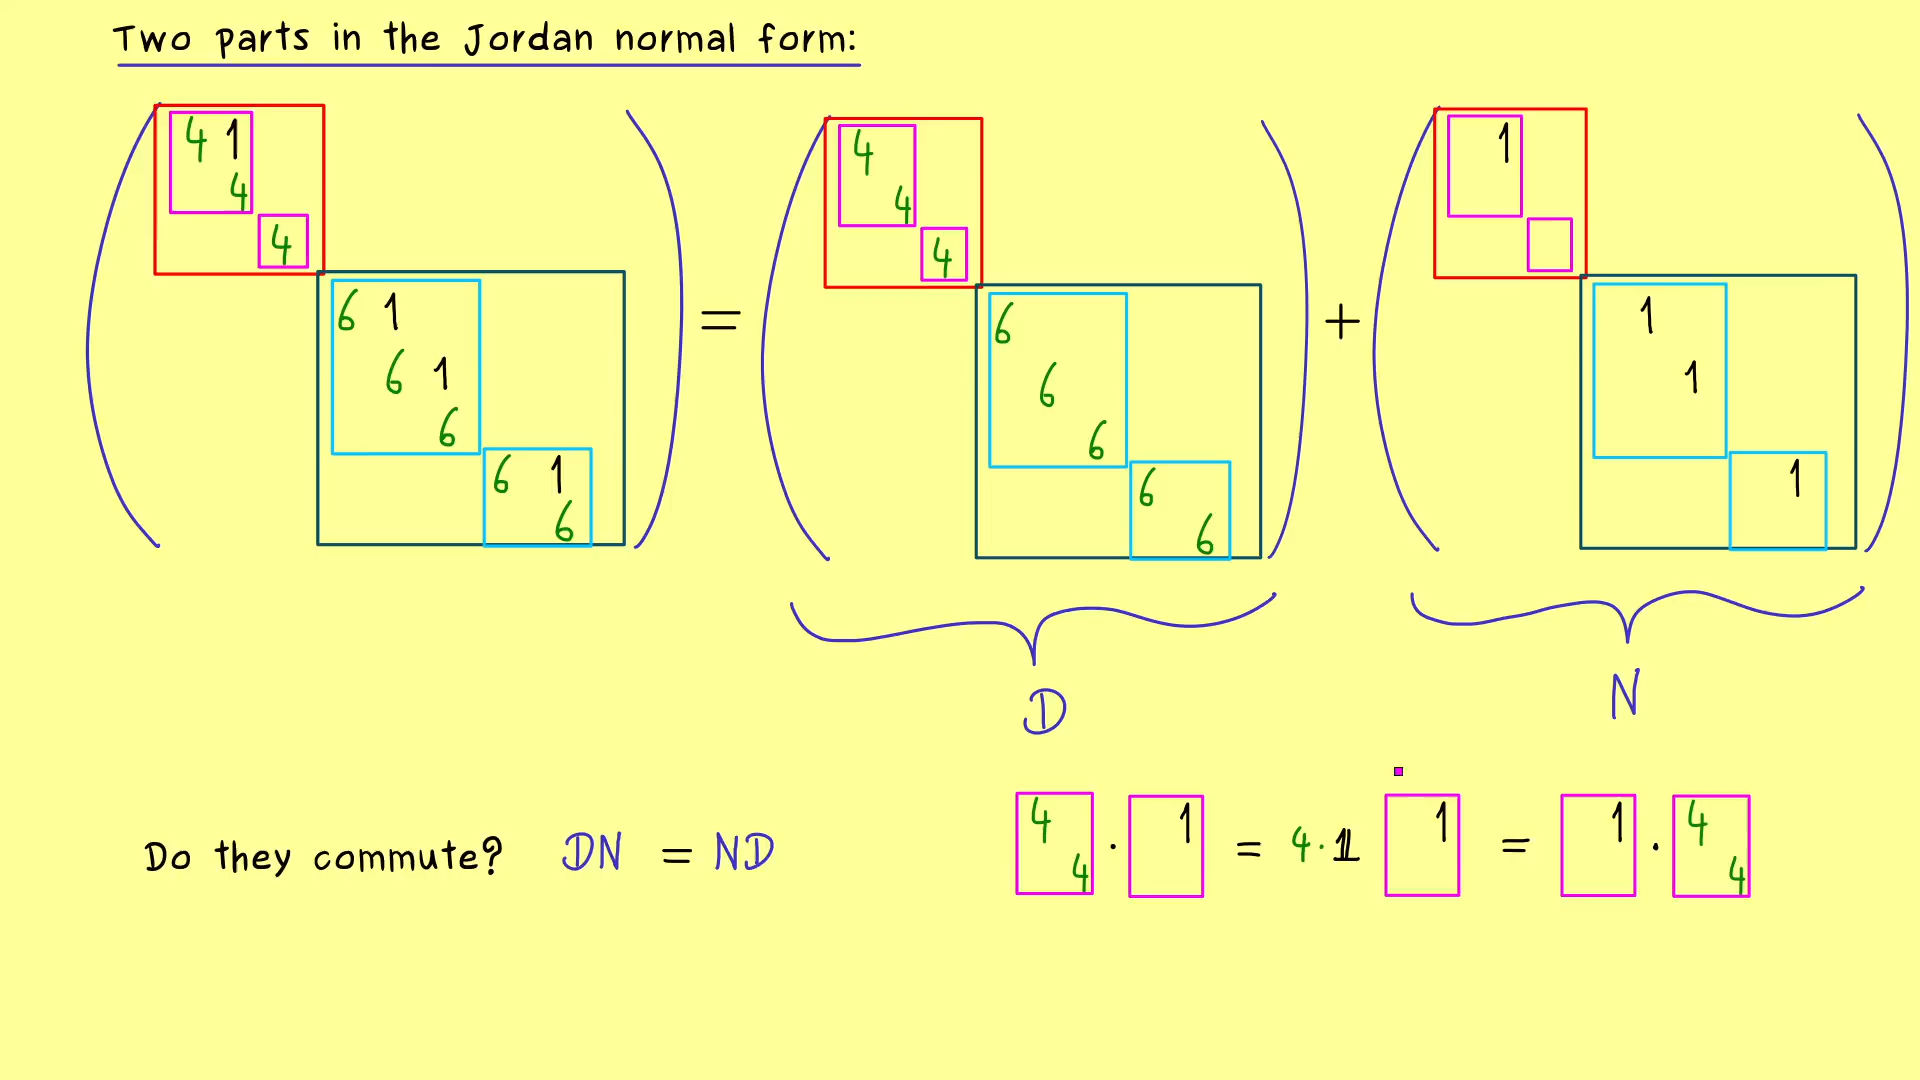 Two parts in the Jordan normal form:
4 1 4 1
4 = 4 +
4 4
6 1 6 1
6 1 6 1
6 6
6 1 6 1
6 6
D N
Do they commute? DN = ND
4 · 1 = 4 · 𝟙 1 = 1 · 4
4 4